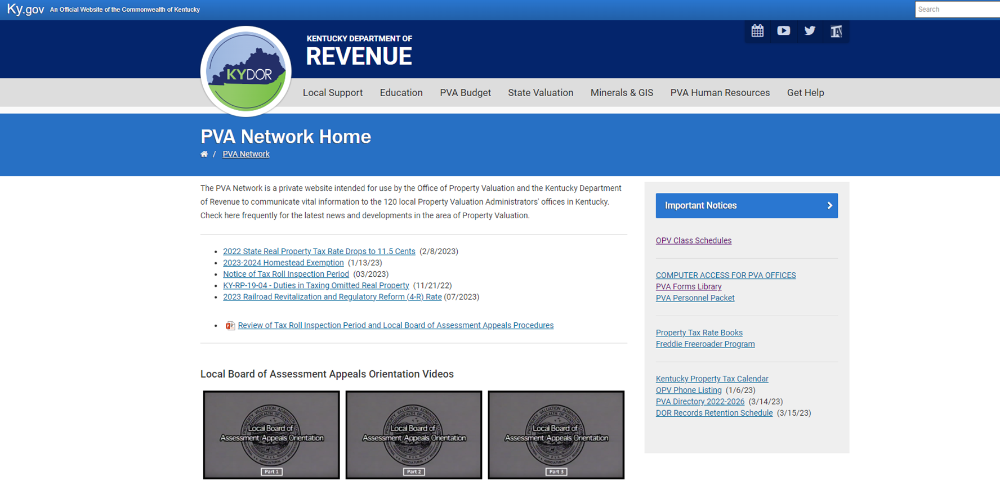 Ky.gov An Official Website of the Commonwealth of Kentucky
Search
KENTUCKY DEPARTMENT OF
REVENUE
KYDOR
Local Support Education PVA Budget State Valuation Minerals & GIS PVA Human Resources Get Help
PVA Network Home
/ PVA Network
The PVA Network is a private website intended for use by the Office of Property Valuation and the Kentucky Department
of Revenue to communicate vital information to the 120 local Property Valuation Administrators' offices in Kentucky.
Check here frequently for the latest news and developments in the area of Property Valuation.
2022 State Real Property Tax Rate Drops to 11.5 Cents (2/8/2023)
2023-2024 Homestead Exemption (1/13/23)
Notice of Tax Roll Inspection Period (03/2023)
KY-RP-19-04 - Duties in Taxing Omitted Real Property (11/21/22)
2023 Railroad Revitalization and Regulatory Reform (4-R) Rate (07/2023)
Review of Tax Roll Inspection Period and Local Board of Assessment Appeals Procedures
Local Board of Assessment Appeals Orientation Videos
Local Board of
Assessment Appeals Orientation
Part 1
Local Board of
Assessment Appeals Orientation
Part 2
Local Board of
Assessment Appeals Orientation
Part 3
Important Notices
OPV Class Schedules
COMPUTER ACCESS FOR PVA OFFICES
PVA Forms Library
PVA Personnel Packet
Property Tax Rate Books
Freddie Freeroader Program
Kentucky Property Tax Calendar
OPV Phone Listing (1/6/23)
PVA Directory 2022-2026 (3/14/23)
DOR Records Retention Schedule (3/15/23)